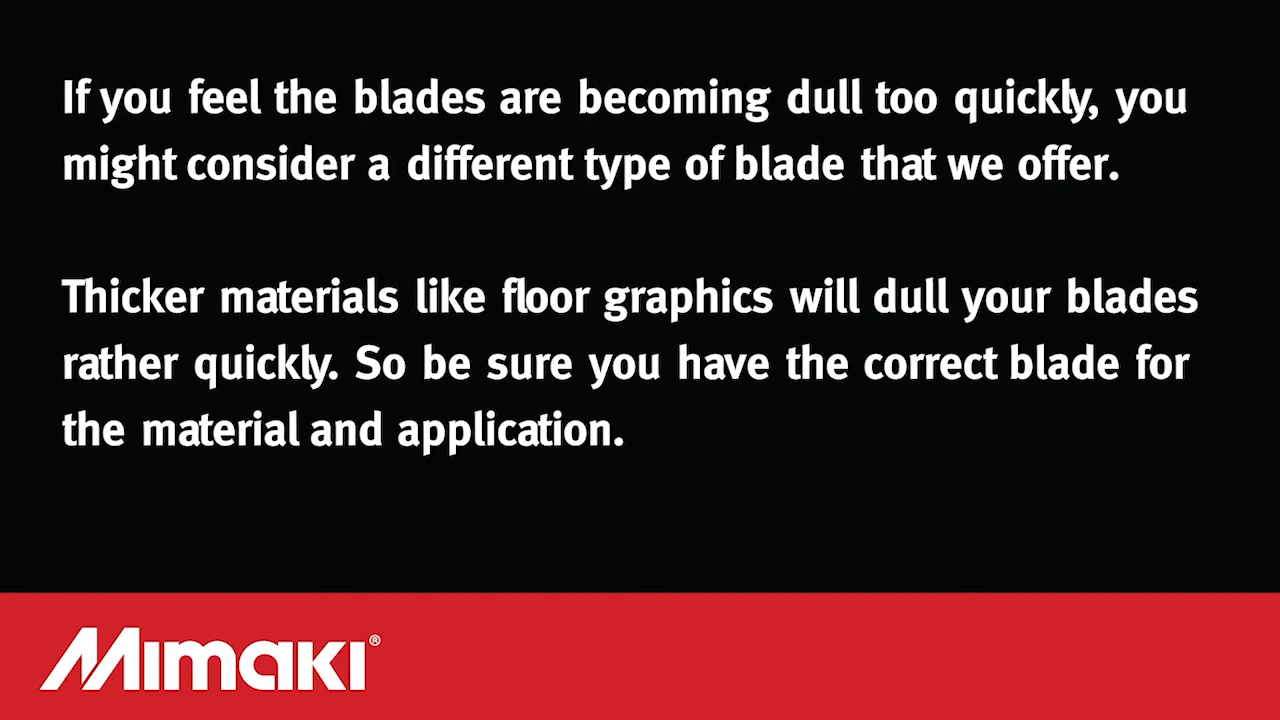 If you feel the blades are becoming dull too quickly, you
might consider a different type of blade that we offer.
Thicker materials like floor graphics will dull your blades
rather quickly. So be sure you have the correct blade for
the material and application.
Mimaki®